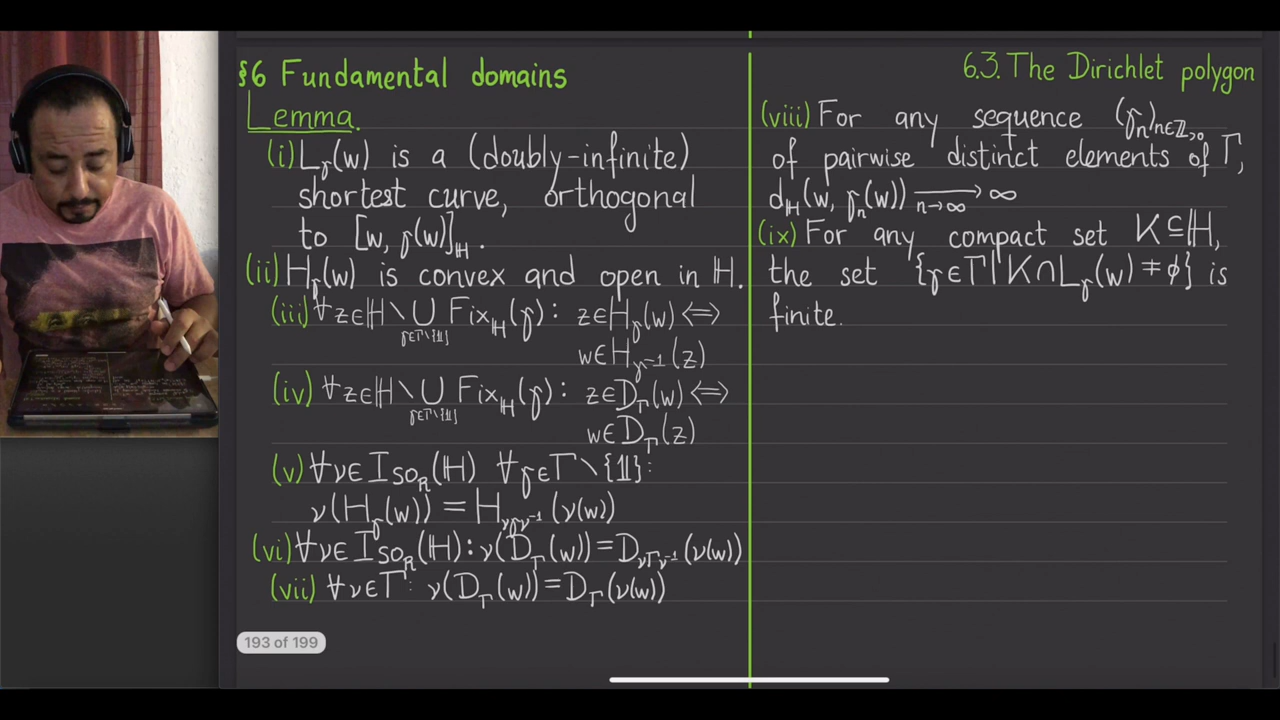 §6 Fundamental domains
Lemma.
(i) L_γ(w) is a (doubly-infinite)
shortest curve, orthogonal
to [w, γ(w)]_ℍ.
(ii) H_γ(w) is convex and open in ℍ.
(iii) ∀z∈ℍ\⋃_{γ∈Γ\{𝟙}} Fix_ℍ(γ): z∈H_γ(w) ⇔
w∈H_{γ⁻¹}(z)
(iv) ∀z∈ℍ\⋃_{γ∈Γ\{𝟙}} Fix_ℍ(γ): z∈D_Γ(w) ⇔
w∈D_Γ(z)
(v) ∀ν∈Iso_R(ℍ) ∀γ∈Γ\{𝟙}:
ν(H_γ(w)) = H_{νγν⁻¹}(ν(w))
(vi) ∀ν∈Iso_R(ℍ): ν(D_Γ(w)) = D_{νΓν⁻¹}(ν(w))
(vii) ∀ν∈Γ: ν(D_Γ(w)) = D_Γ(ν(w))
193 of 199
6.3. The Dirichlet polygon
(viii) For any sequence (γ_n)_{n∈ℤ_{>0}}
of pairwise distinct elements of Γ,
d_ℍ(w, γ_n(w)) →_{n→∞} ∞
(ix) For any compact set K⊆ℍ,
the set {γ∈Γ | K∩L_γ(w) ≠ ∅} is
finite.